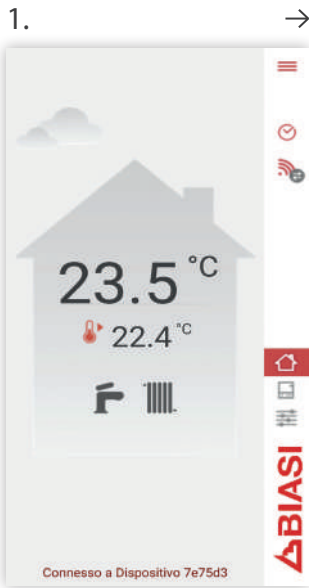 1.
23.5 °C
22.4 °C
Connesso a Dispositivo 7e75d3
BIASI